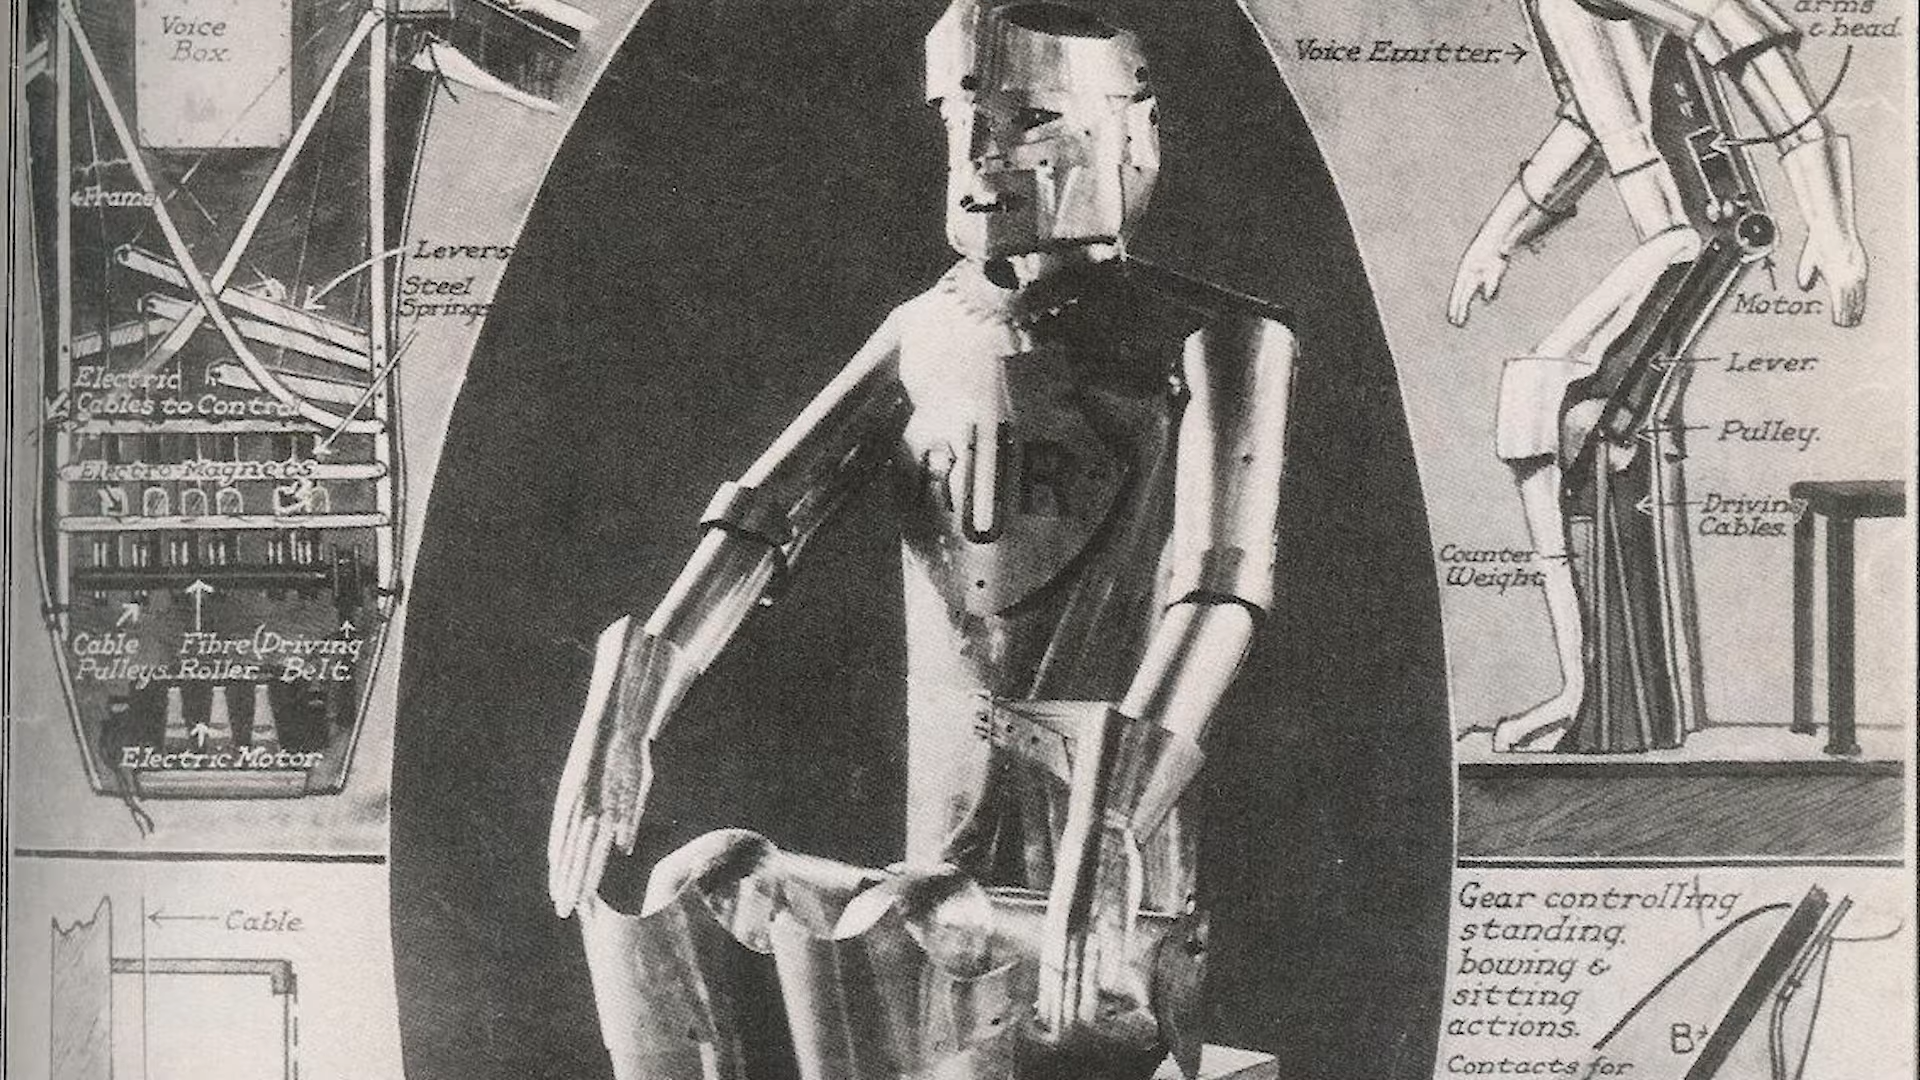 Voice
Box.
Frame
Levers
Steel
Springs
Electric
Cables to Control
Electro Magnets
Cable
Pulleys
Fibre
Roller
Driving
Belt.
Electric Motor
Cable
R
Voice Emitter.
arms
& head.
Motor.
Lever.
Pulley.
Driving
Cables.
Counter
Weight
Gear controlling
standing,
bowing &
sitting
actions.
B
Contacts for